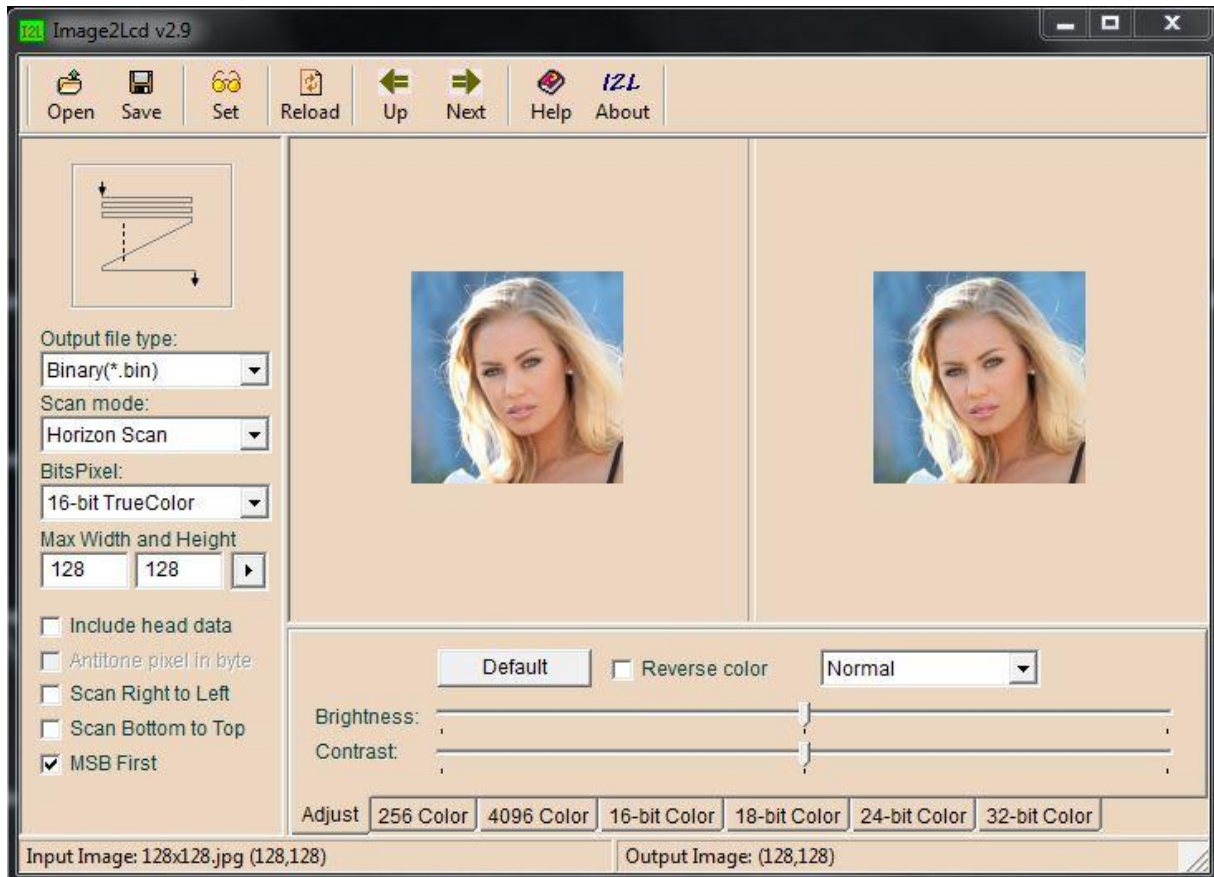 I2L Image2Lcd v2.9
Open Save Set Reload Up Next Help I2L About
Output file type:
Binary(*.bin)
Scan mode:
Horizon Scan
BitsPixel:
16-bit TrueColor
Max Width and Height
128 128
Include head data
Antitone pixel in byte
Scan Right to Left
Scan Bottom to Top
MSB First
Default Reverse color Normal
Brightness:
Contrast:
Adjust 256 Color 4096 Color 16-bit Color 18-bit Color 24-bit Color 32-bit Color
Input Image: 128x128.jpg (128,128) Output Image: (128,128)